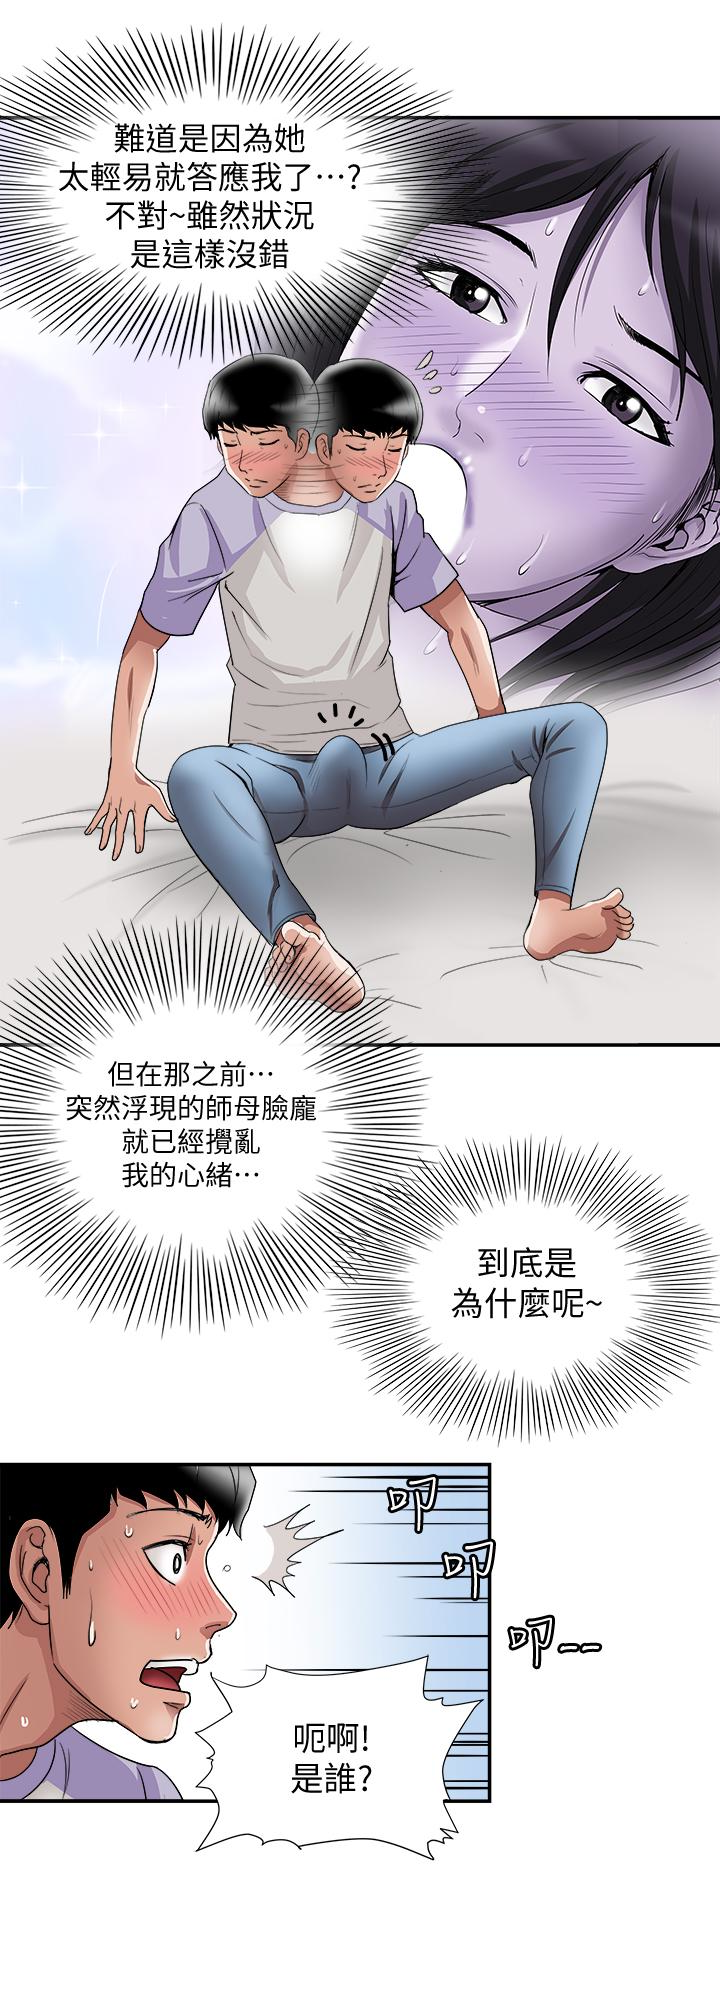 難道是因為她
太輕易就答應我了…?
不對~雖然狀況
是這樣沒錯
但在那之前…
突然浮現的師母臉龐
就已經攪亂
我的心緒…
到底是
為什麼呢~
叩
叩
叩--
呃啊!
是誰?